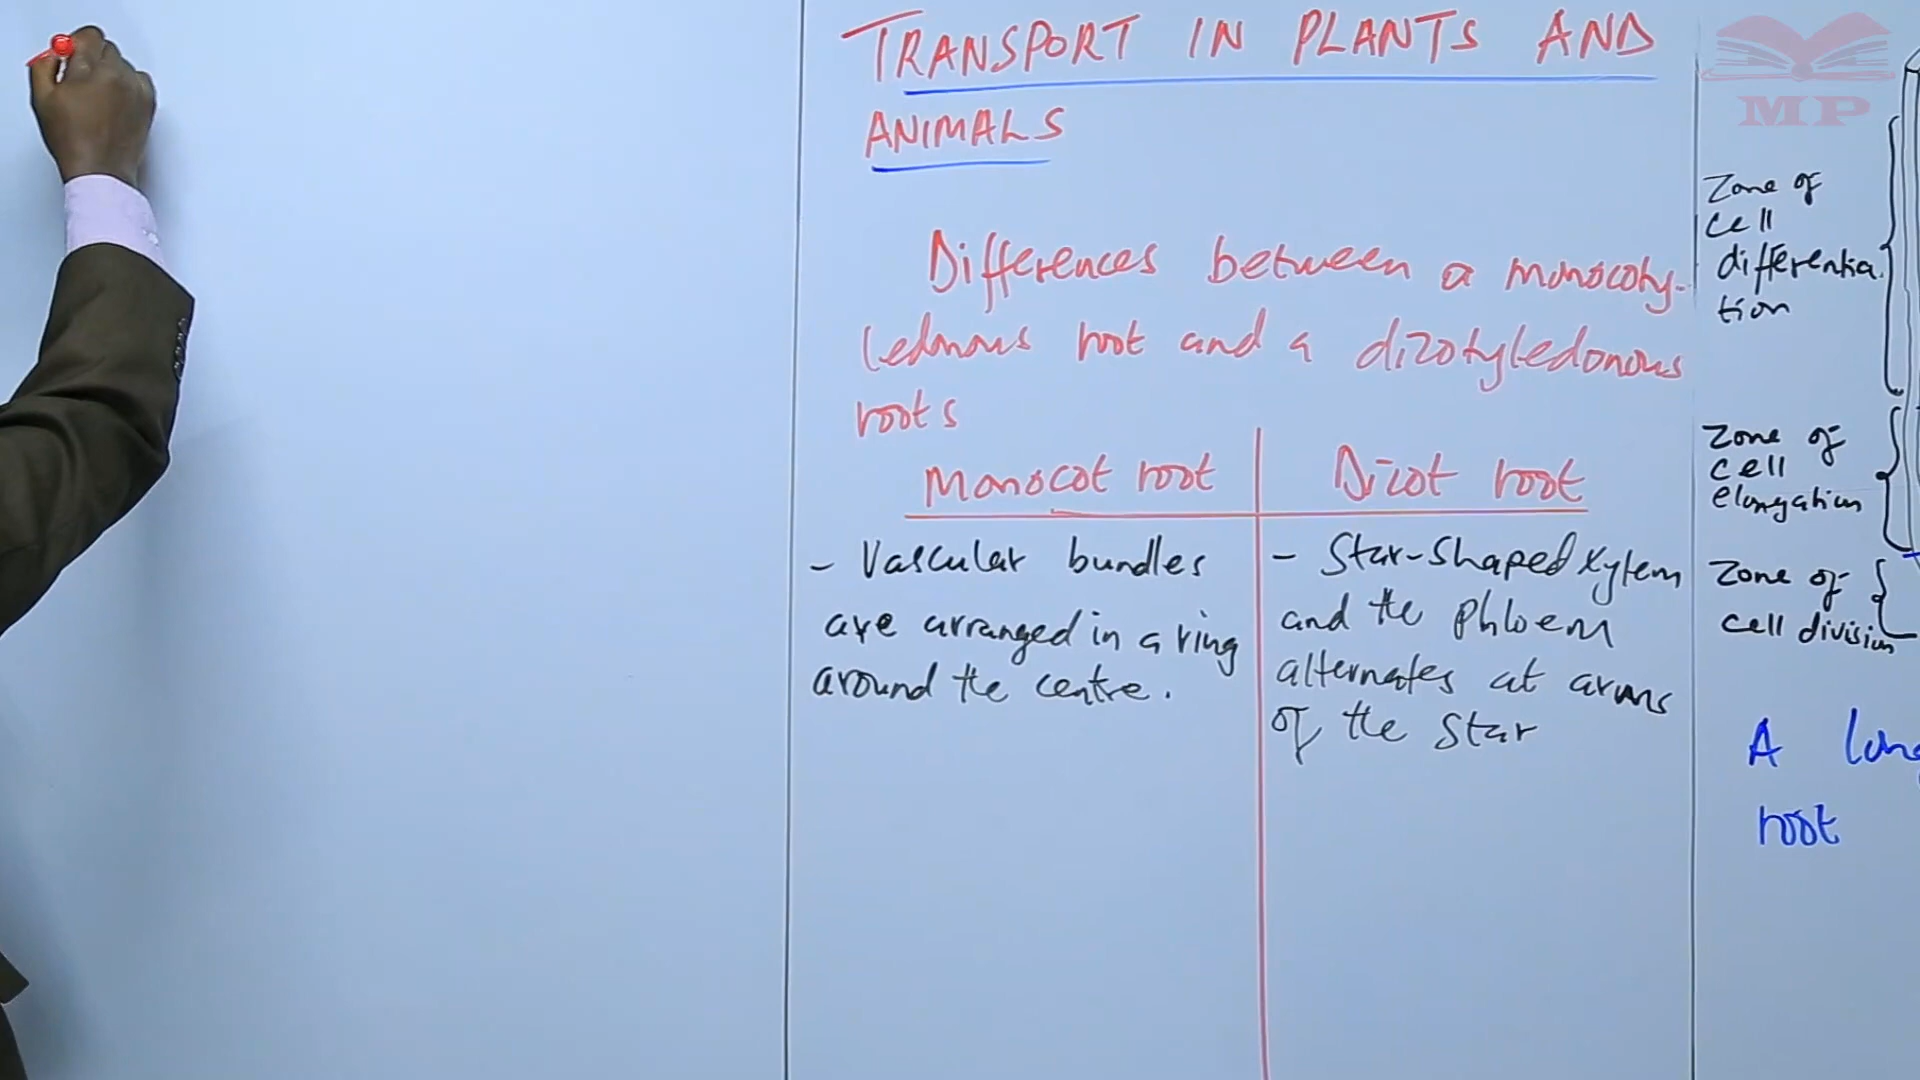 TRANSPORT IN PLANTS AND
ANIMALS
Differences between a monocoty-
ledonous root and a dicotyledonous
roots
Monocot root
Dicot root
- Vascular bundles
are arranged in a ring
around the centre.
- Star-shaped xylem
and the phloem
alternates at arms
of the star
MP
Zone of
cell
differentia.
tion
Zone of
cell
elongation
Zone of
cell division
A long
root